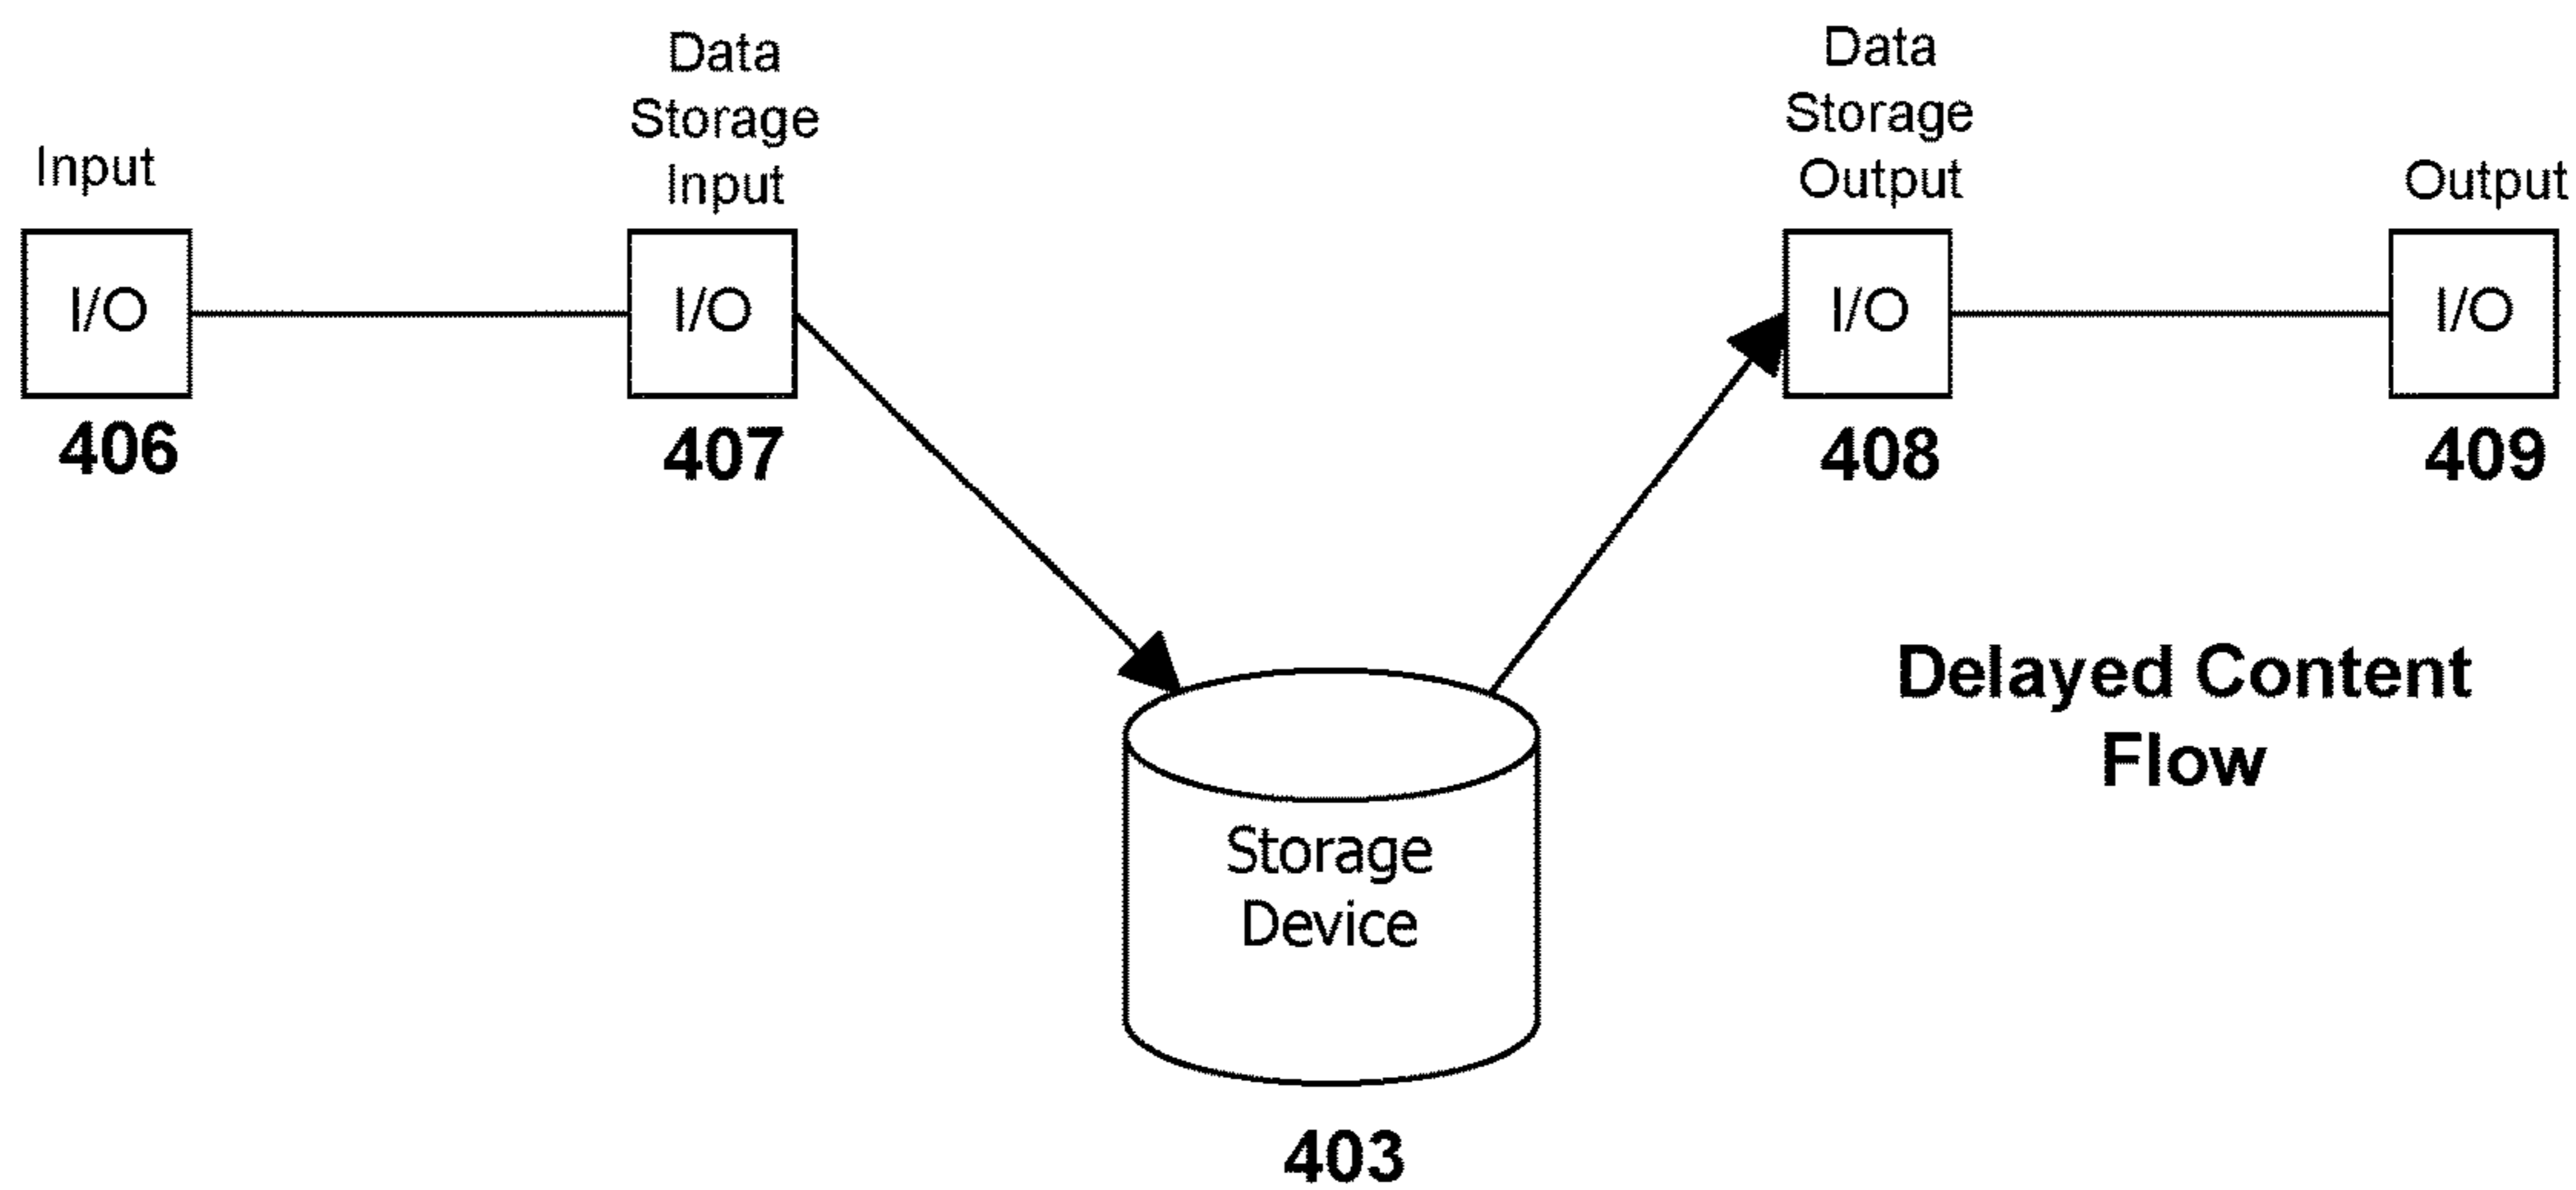 Input
I/O
406
Data
Storage
Input
I/O
407
Data
Storage
Output
I/O
408
Output
I/O
409
Delayed Content
Flow
Storage
Device
403